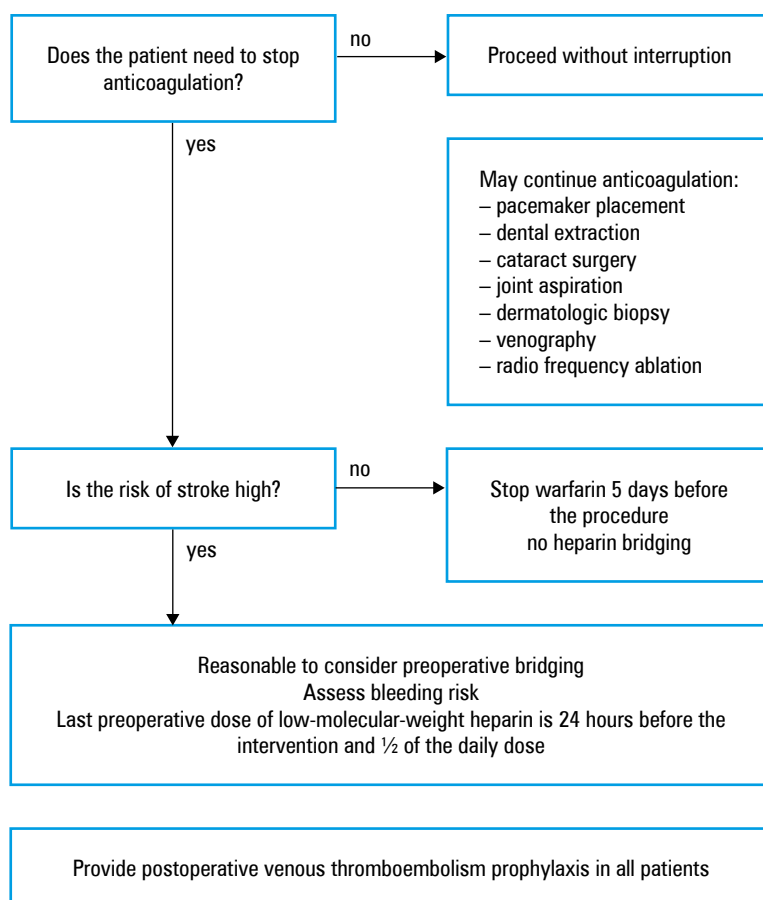 Does the patient need to stop
anticoagulation?
no
Proceed without interruption
yes
May continue anticoagulation:
– pacemaker placement
– dental extraction
– cataract surgery
– joint aspiration
– dermatologic biopsy
– venography
– radio frequency ablation
Is the risk of stroke high?
no
Stop warfarin 5 days before
the procedure
no heparin bridging
yes
Reasonable to consider preoperative bridging
Assess bleeding risk
Last preoperative dose of low-molecular-weight heparin is 24 hours before the
intervention and ½ of the daily dose
Provide postoperative venous thromboembolism prophylaxis in all patients